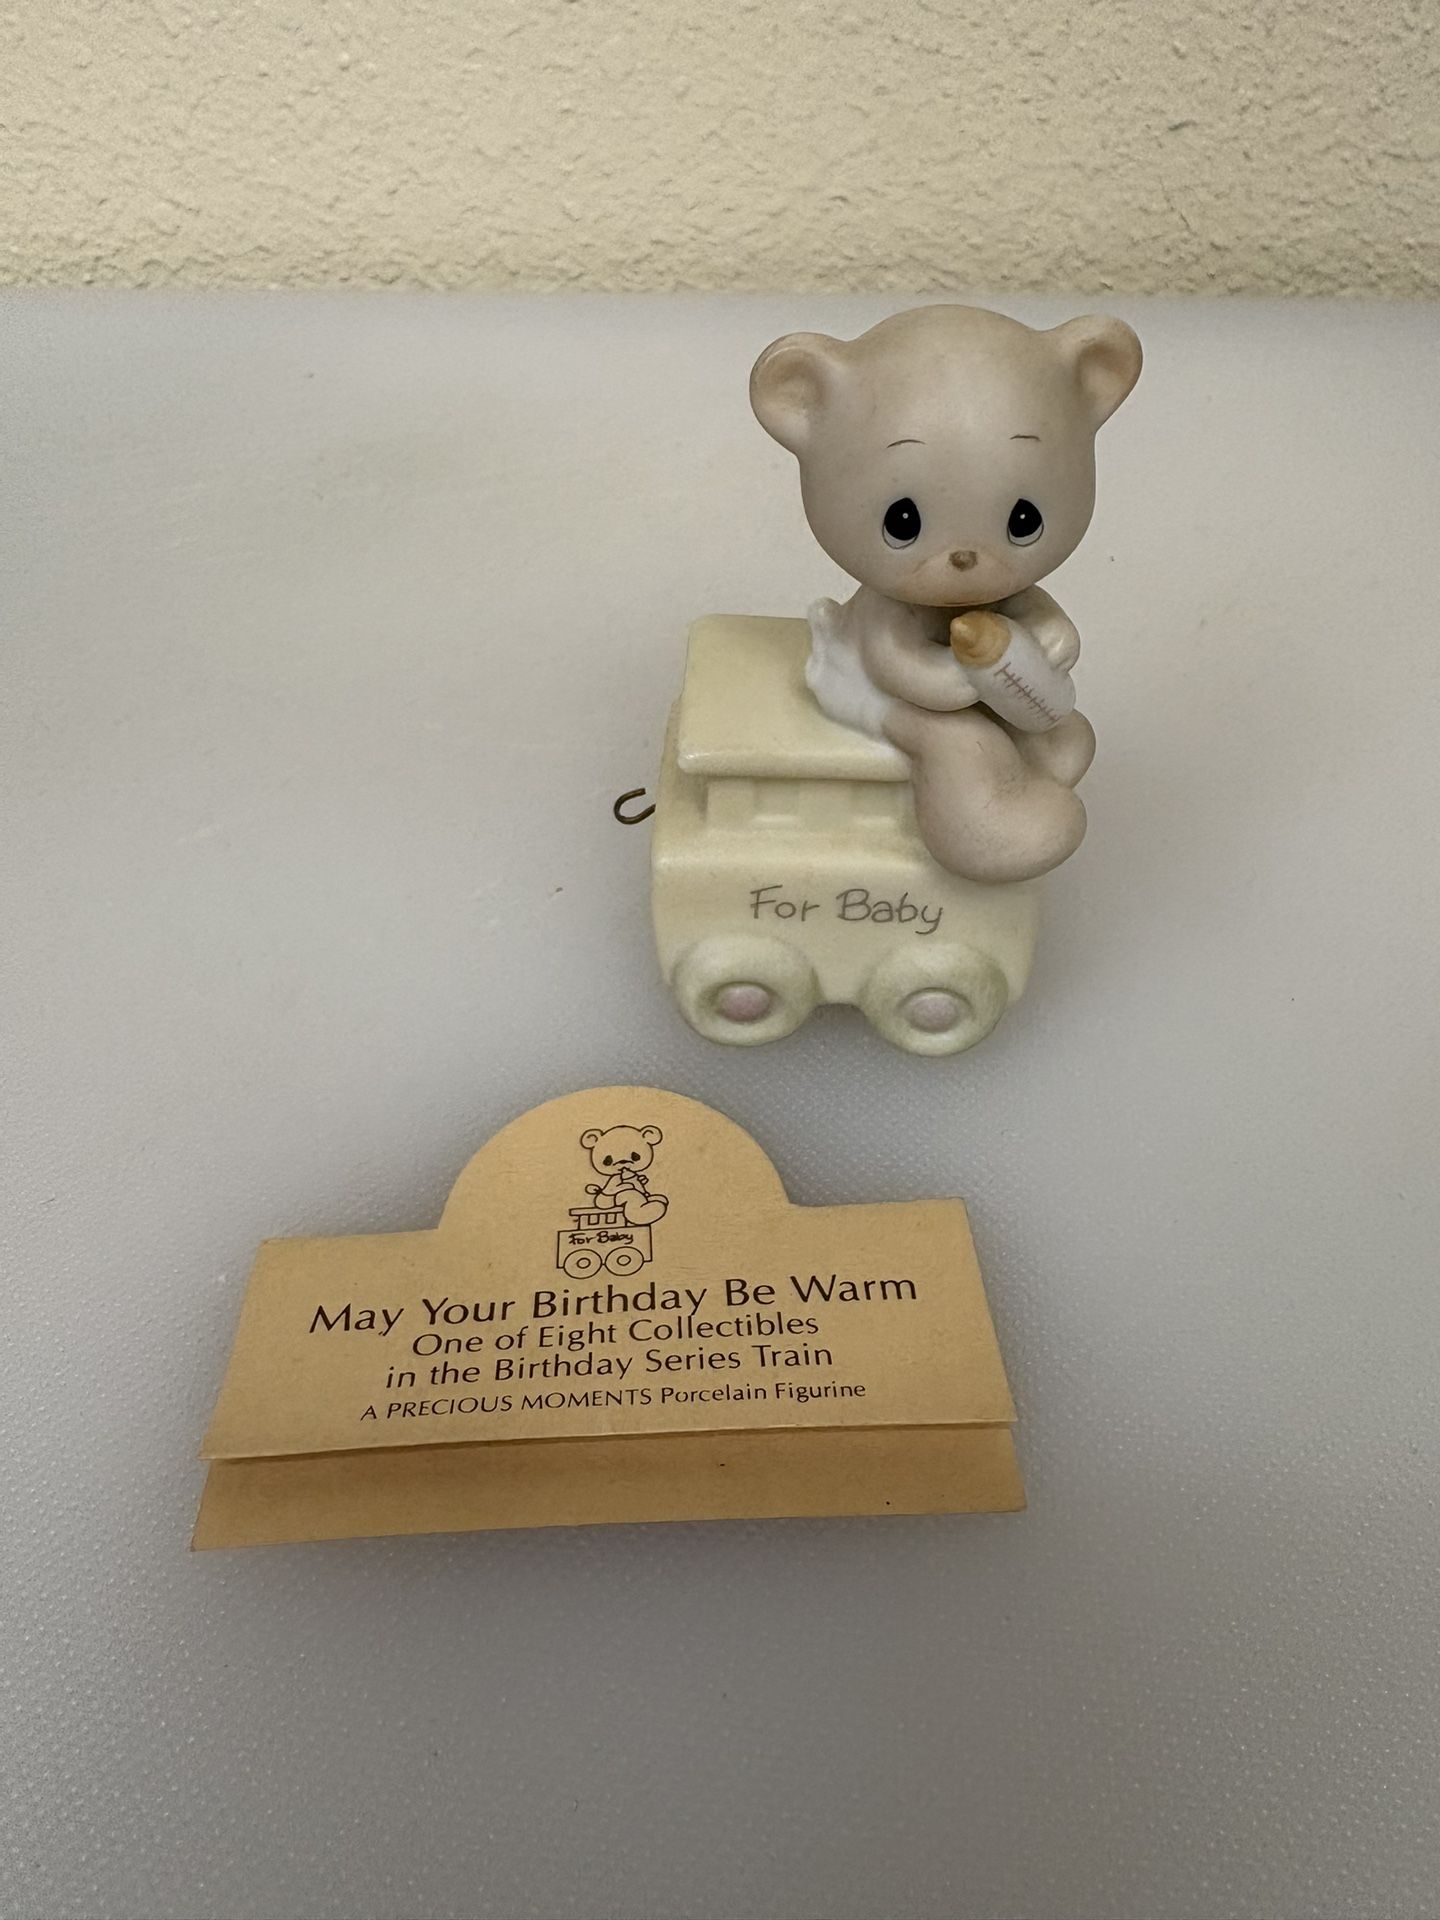 For Baby
For Baby
May Your Birthday Be Warm
One of Eight Collectibles
in the Birthday Series Train
A PRECIOUS MOMENTS Porcelain Figurine